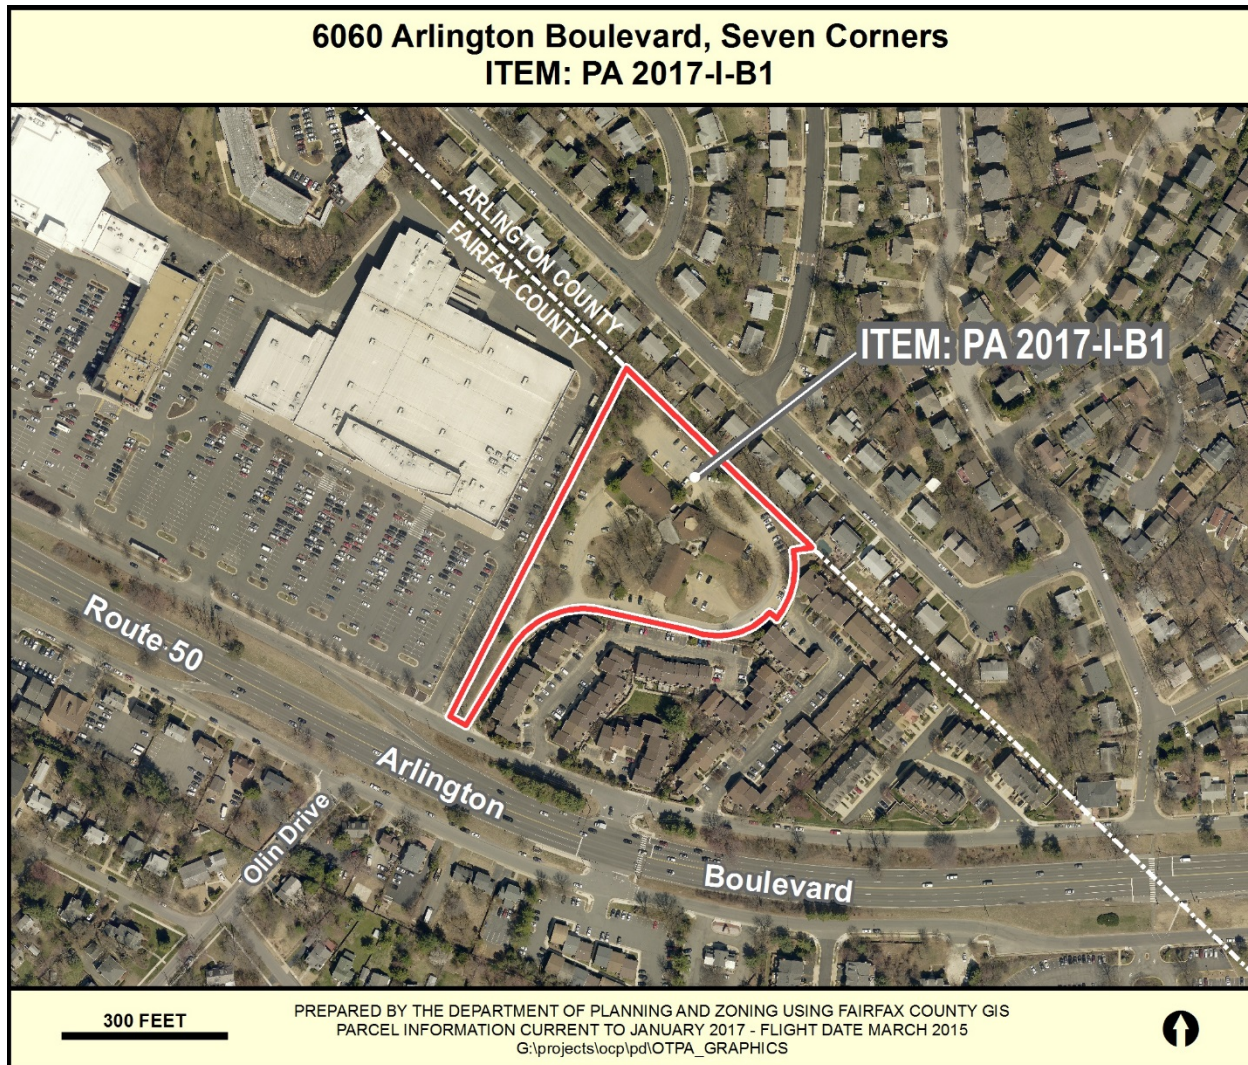 6060 Arlington Boulevard, Seven Corners
ITEM: PA 2017-I-B1
ARLINGTON COUNTY
FAIRFAX COUNTY
ITEM: PA 2017-I-B1
Route 50
Arlington
Boulevard
Olin Drive
300 FEET
PREPARED BY THE DEPARTMENT OF PLANNING AND ZONING USING FAIRFAX COUNTY GIS
PARCEL INFORMATION CURRENT TO JANUARY 2017 - FLIGHT DATE MARCH 2015
G:\projects\ocp\pd\OTPA_GRAPHICS